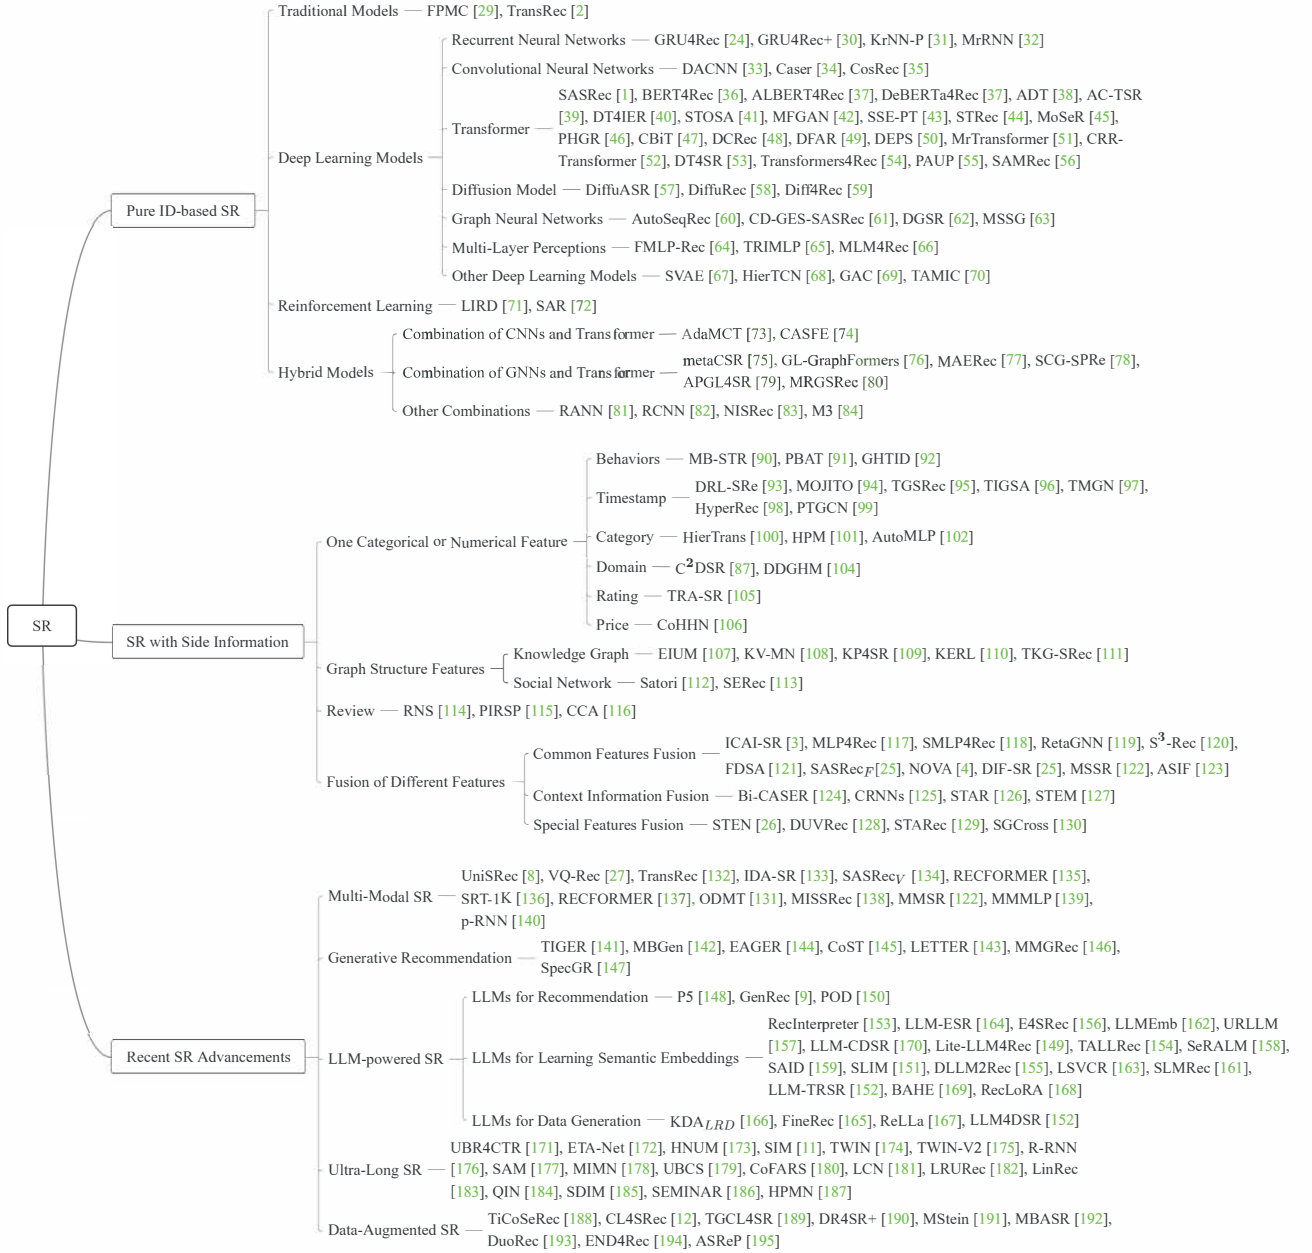 Traditional Models — FPMC [29], TransRec [2]
Recurrent Neural Networks — GRU4Rec [24], GRU4Rec+ [30], KrNN-P [31], MrRNN [32]
Convolutional Neural Networks — DACNN [33], Caser [34], CosRec [35]
SASRec [1], BERT4Rec [36], ALBERT4Rec [37], DeBERTa4Rec [37], ADT [38], AC-TSR
[39], DT4IER [40], STOSA [41], MFGAN [42], SSE-PT [43], STRec [44], MoSeR [45],
Transformer
PHGR [46], CBiT [47], DCRec [48], DFAR [49], DEPS [50], MrTransformer [51], CRR-
Transformer [52], DT4SR [53], Transformers4Rec [54], PAUP [55], SAMRec [56]
Deep Learning Models
Diffusion Model — DiffuASR [57], DiffuRec [58], Diff4Rec [59]
Pure ID-based SR
Graph Neural Networks — AutoSeqRec [60], CD-GES-SASRec [61], DGSR [62], MSSG [63]
Multi-Layer Perceptions — FMLP-Rec [64], TRIMLP [65], MLM4Rec [66]
Other Deep Learning Models — SVAE [67], HierTCN [68], GAC [69], TAMIC [70]
Reinforcement Learning — LIRD [71], SAR [72]
Combination of CNNs and Transformer — AdaMCT [73], CASFE [74]
metaCSR [75], GL-GraphFormers [76], MAERec [77], SCG-SPRe [78],
Hybrid Models
Combination of GNNs and Transformer
APGL4SR [79], MRGSRec [80]
Other Combinations — RANN [81], RCNN [82], NISRec [83], M3 [84]
Behaviors — MB-STR [90], PBAT [91], GHTID [92]
DRL-SRe [93], MOJITO [94], TGSRec [95], TIGSA [96], TMGN [97],
Timestamp
HyperRec [98], PTGCN [99]
One Categorical or Numerical Feature
Category — HierTrans [100], HPM [101], AutoMLP [102]
Domain — C²DSR [87], DDGHM [104]
Rating — TRA-SR [105]
Price — CoHHN [106]
SR
SR with Side Information
Knowledge Graph — EIUM [107], KV-MN [108], KP4SR [109], KERL [110], TKG-SRec [111]
Graph Structure Features
Social Network — Satori [112], SERec [113]
Review — RNS [114], PIRSP [115], CCA [116]
ICAI-SR [3], MLP4Rec [117], SMLP4Rec [118], RetaGNN [119], S³-Rec [120],
Common Features Fusion
FDSA [121], SASRecF[25], NOVA [4], DIF-SR [25], MSSR [122], ASIF [123]
Fusion of Different Features
Context Information Fusion — Bi-CASER [124], CRNNs [125], STAR [126], STEM [127]
Special Features Fusion — STEN [26], DUVRec [128], STARec [129], SGCross [130]
UniSRec [8], VQ-Rec [27], TransRec [132], IDA-SR [133], SASRecV [134], RECFORMER [135],
Multi-Modal SR
SRT-1K [136], RECFORMER [137], ODMT [131], MISSRec [138], MMSR [122], MMMLP [139],
p-RNN [140]
TIGER [141], MBGen [142], EAGER [144], CoST [145], LETTER [143], MMGRec [146],
Generative Recommendation
SpecGR [147]
LLMs for Recommendation — P5 [148], GenRec [9], POD [150]
RecInterpreter [153], LLM-ESR [164], E4SRec [156], LLMEmb [162], URLLM
[157], LLM-CDSR [170], Lite-LLM4Rec [149], TALLRec [154], SeRALM [158],
Recent SR Advancements
LLM-powered SR
LLMs for Learning Semantic Embeddings
SAID [159], SLIM [151], DLLM2Rec [155], LSVCR [163], SLMRec [161],
LLM-TRSR [152], BAHE [169], RecLoRA [168]
LLMs for Data Generation — KDALRD [166], FineRec [165], ReLLa [167], LLM4DSR [152]
UBR4CTR [171], ETA-Net [172], HNUM [173], SIM [11], TWIN [174], TWIN-V2 [175], R-RNN
Ultra-Long SR
[176], SAM [177], MIMN [178], UBCS [179], CoFARS [180], LCN [181], LRURec [182], LinRec
[183], QIN [184], SDIM [185], SEMINAR [186], HPMN [187]
TiCoSeRec [188], CL4SRec [12], TGCL4SR [189], DR4SR+ [190], MStein [191], MBASR [192],
Data-Augmented SR
DuoRec [193], END4Rec [194], ASReP [195]